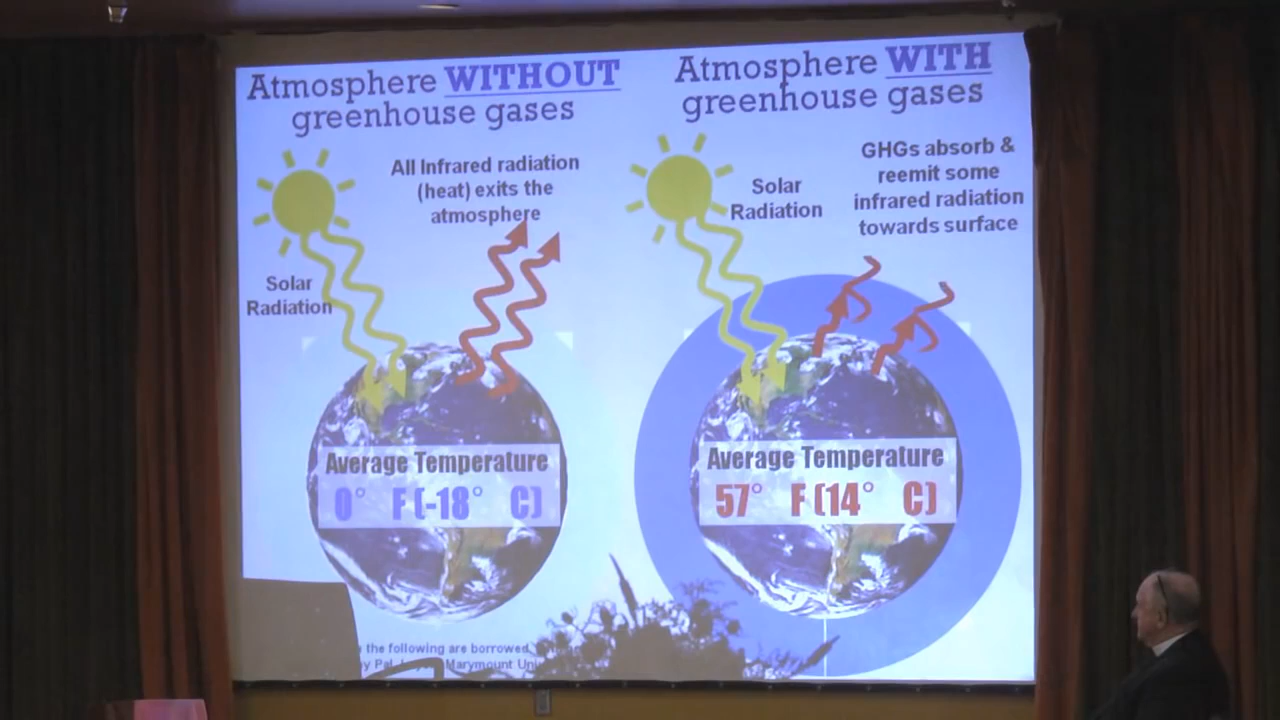 Atmosphere WITHOUT
greenhouse gases
All Infrared radiation
(heat) exits the
atmosphere
Solar
Radiation
Average Temperature
0° F (-18° C)
Atmosphere WITH
greenhouse gases
Solar
Radiation
GHGs absorb &
reemit some
infrared radiation
towards surface
Average Temperature
57° F (14° C)
the following are borrowed
Marymount